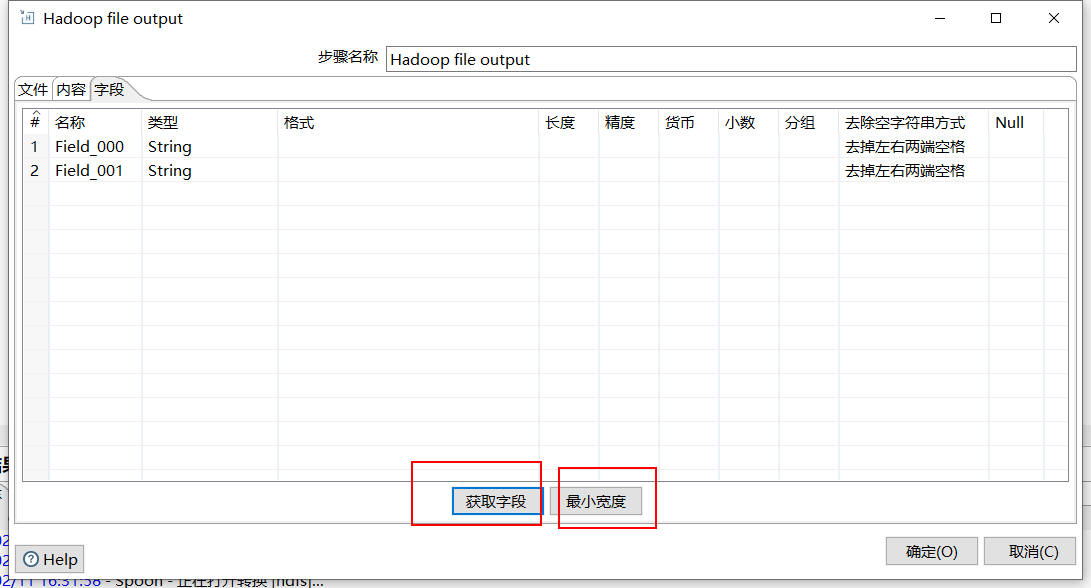 Hadoop file output
步骤名称 Hadoop file output
文件 内容 字段
# 名称 类型 格式 长度 精度 货币 小数 分组 去除空字符串方式 Null
1 Field_000 String 去掉左右两端空格
2 Field_001 String 去掉左右两端空格
获取字段 最小宽度
确定(O) 取消(C)
Help
02/11 16:31:58 - Spoon - 正在打开转换 [hdfs]...